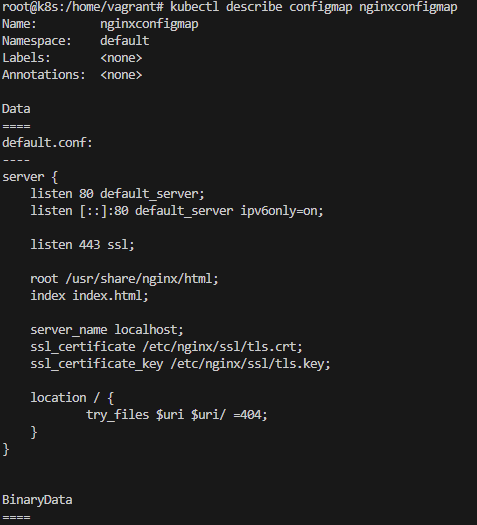 root@k8s:/home/vagrant# kubectl describe configmap nginxconfigmap
Name:         nginxconfigmap
Namespace:    default
Labels:       <none>
Annotations:  <none>

Data
====
default.conf:
----
server {
    listen 80 default_server;
    listen [::]:80 default_server ipv6only=on;

    listen 443 ssl;

    root /usr/share/nginx/html;
    index index.html;

    server_name localhost;
    ssl_certificate /etc/nginx/ssl/tls.crt;
    ssl_certificate_key /etc/nginx/ssl/tls.key;

    location / {
            try_files $uri $uri/ =404;
    }
}


BinaryData
====